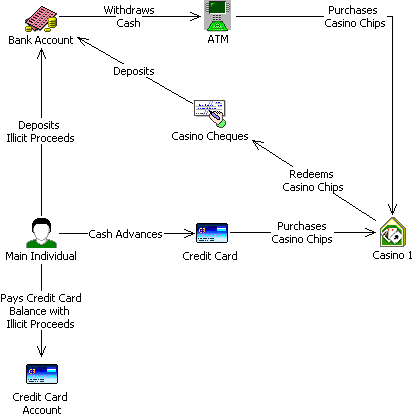 Withdraws
Cash
Purchases
Casino Chips
Bank Account
ATM
Deposits
Casino Cheques
Deposits
Illicit Proceeds
Redeems
Casino Chips
Cash Advances
Purchases
Casino Chips
Main Individual
Credit Card
Casino 1
Pays Credit Card
Balance with
Illicit Proceeds
Credit Card
Account